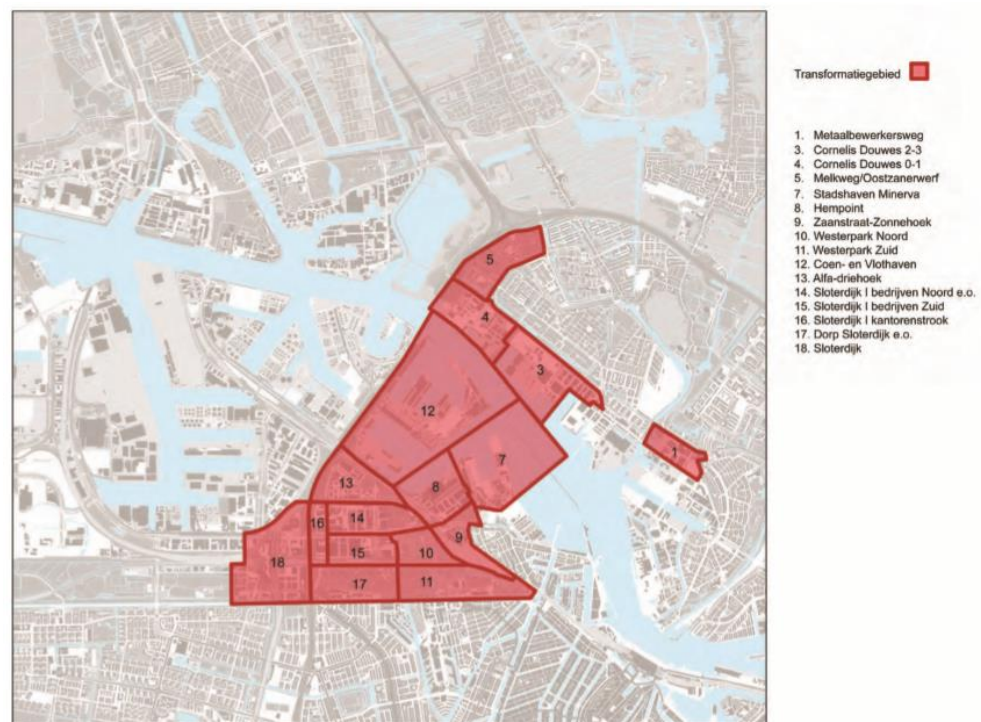 Transformatiegebied
1. Metaalbewerkersweg
3. Cornelis Douwes 2-3
4. Cornelis Douwes 0-1
5. Melkweg/Oostzanerwerf
7. Stadshaven Minerva
8. Hempoint
9. Zaanstraat-Zonnehoek
10. Westerpark Noord
11. Westerpark Zuid
12. Coen- en Vlothaven
13. Alfa-driehoek
14. Sloterdijk I bedrijven Noord e.o.
15. Sloterdijk I bedrijven Zuid
16. Sloterdijk I kantorenstrook
17. Dorp Sloterdijk e.o.
18. Sloterdijk
5
4
3
12
1
7
13
8
16
14
9
15
10
18
17
11